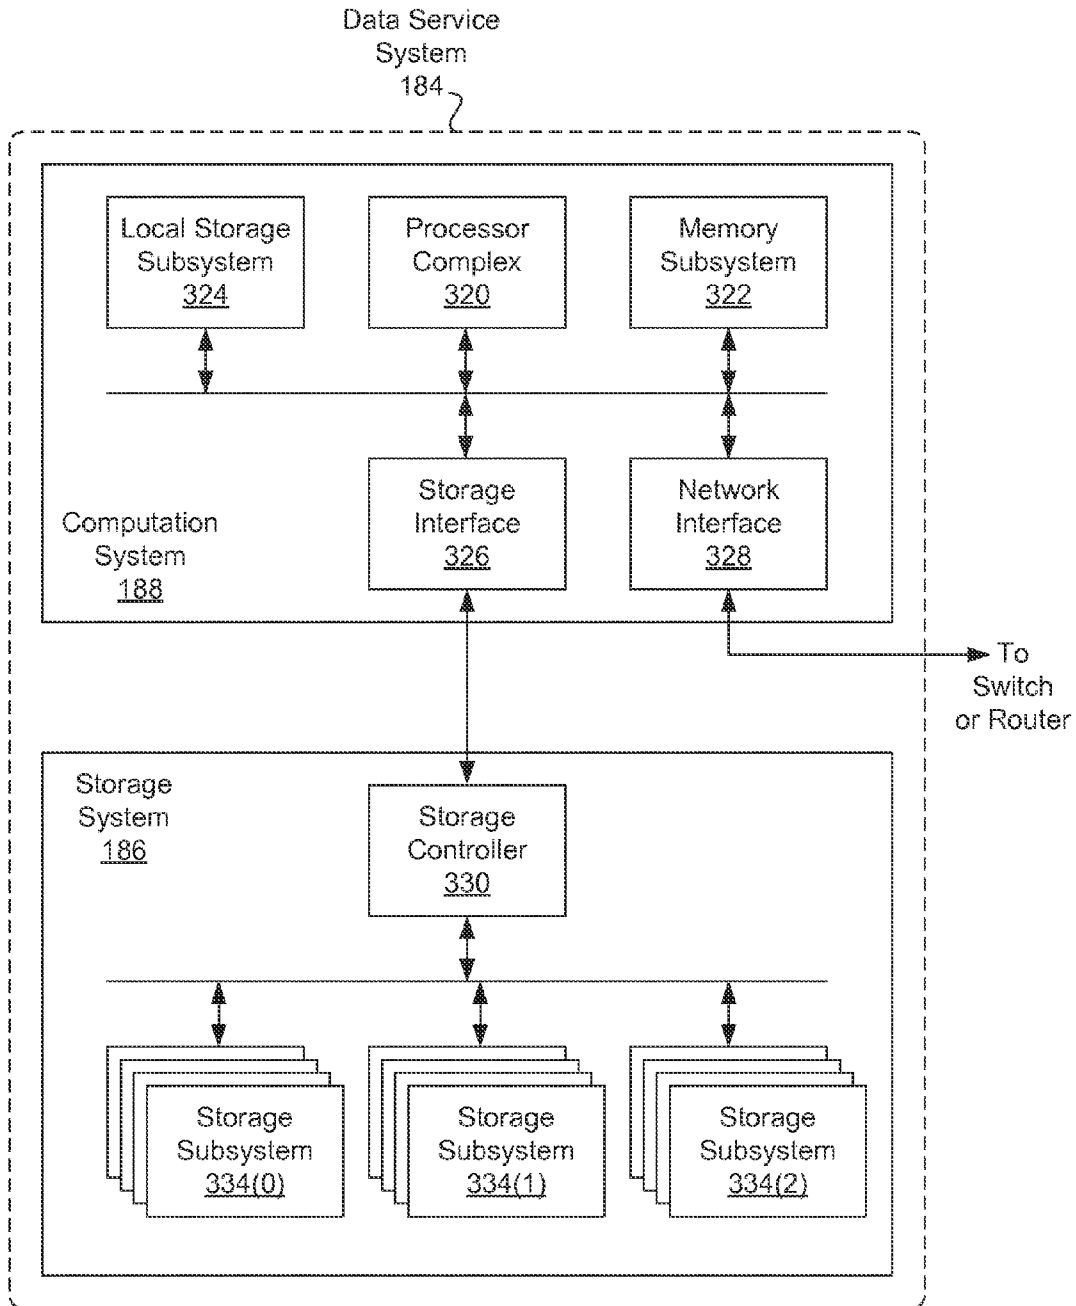 Data Service
System
184
Local Storage
Subsystem
324
Processor
Complex
320
Memory
Subsystem
322
Storage
Interface
326
Network
Interface
328
Computation
System
188
To
Switch
or Router
Storage
System
186
Storage
Controller
330
Storage
Subsystem
334(0)
Storage
Subsystem
334(1)
Storage
Subsystem
334(2)